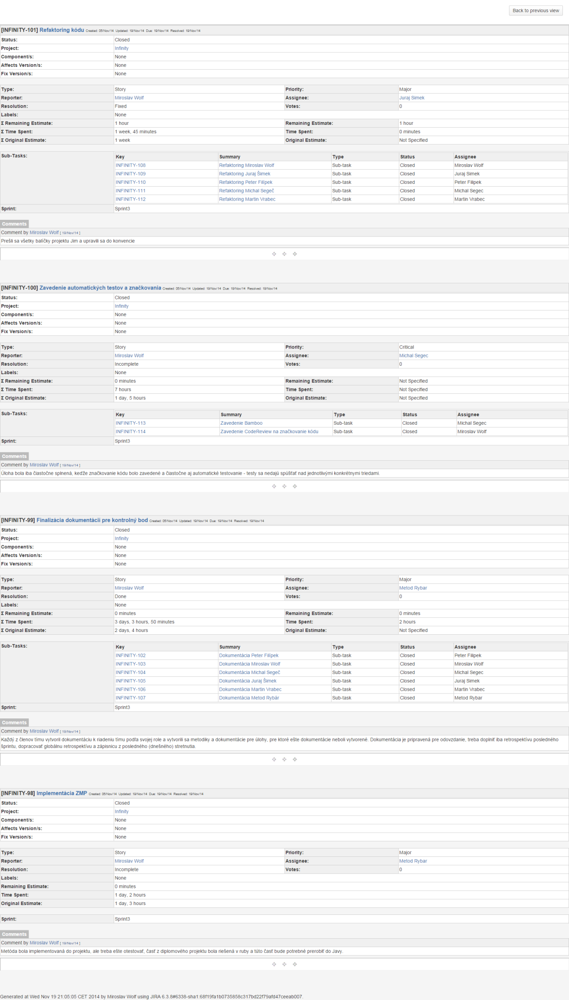 Back to previous view
[INFINITY-101] Refaktoring kódu Created: 05/Nov/14 Updated: 19/Nov/14 Due: 19/Nov/14 Resolved: 19/Nov/14
Status: Closed
Project: Infinity
Component/s: None
Affects Version/s: None
Fix Version/s: None
Type: Story Priority: Major
Reporter: Miroslav Wolf Assignee: Juraj Simek
Resolution: Fixed Votes: 0
Labels: None
Σ Remaining Estimate: 1 hour Remaining Estimate: 1 hour
Σ Time Spent: 1 week, 45 minutes Time Spent: 0 minutes
Σ Original Estimate: 1 week Original Estimate: Not Specified
Sub-Tasks: Key Summary Type Status Assignee
INFINITY-108 Refaktoring Miroslav Wolf Sub-task Closed Miroslav Wolf
INFINITY-109 Refaktoring Juraj Šimek Sub-task Closed Juraj Simek
INFINITY-110 Refaktoring Peter Filípek Sub-task Closed Peter Filipek
INFINITY-111 Refaktoring Michal Segeč Sub-task Closed Michal Segec
INFINITY-112 Refaktoring Martin Vrabec Sub-task Closed Martin Vrabec
Sprint: Sprint3
Comments
Comment by Miroslav Wolf [ 19/Nov/14 ]
Prešli sa všetky balíčky projektu Jim a upravili sa do konvencie
[INFINITY-100] Zavedenie automatických testov a značkovania Created: 05/Nov/14 Updated: 19/Nov/14 Due: 19/Nov/14 Resolved: 19/Nov/14
Status: Closed
Project: Infinity
Component/s: None
Affects Version/s: None
Fix Version/s: None
Type: Story Priority: Critical
Reporter: Miroslav Wolf Assignee: Michal Segec
Resolution: Incomplete Votes: 0
Labels: None
Σ Remaining Estimate: 0 minutes Remaining Estimate: Not Specified
Σ Time Spent: 7 hours Time Spent: Not Specified
Σ Original Estimate: 1 day, 5 hours Original Estimate: Not Specified
Sub-Tasks: Key Summary Type Status Assignee
INFINITY-113 Zavedenie Bamboo Sub-task Closed Michal Segec
INFINITY-114 Zavedenie CodeReview na značkovanie kódu Sub-task Closed Miroslav Wolf
Sprint: Sprint3
Comments
Comment by Miroslav Wolf [ 19/Nov/14 ]
Úloha bola iba čiastočne splnená, keďže značkovanie kódu bolo zavedené a čiastočne aj automatické testovanie - testy sa nedajú spúšťať nad jednotlivými konkrétnymi triedami.
[INFINITY-99] Finalizácia dokumentácií pre kontrolný bod Created: 05/Nov/14 Updated: 19/Nov/14 Due: 19/Nov/14 Resolved: 19/Nov/14
Status: Closed
Project: Infinity
Component/s: None
Affects Version/s: None
Fix Version/s: None
Type: Story Priority: Major
Reporter: Miroslav Wolf Assignee: Metod Rybar
Resolution: Done Votes: 0
Labels: None
Σ Remaining Estimate: 0 minutes Remaining Estimate: 0 minutes
Σ Time Spent: 3 days, 3 hours, 50 minutes Time Spent: 2 hours
Σ Original Estimate: 2 days, 4 hours Original Estimate: Not Specified
Sub-Tasks: Key Summary Type Status Assignee
INFINITY-102 Dokumentácia Peter Filípek Sub-task Closed Peter Filipek
INFINITY-103 Dokumentácia Miroslav Wolf Sub-task Closed Miroslav Wolf
INFINITY-104 Dokumentácia Michal Segeč Sub-task Closed Michal Segec
INFINITY-105 Dokumentácia Juraj Šimek Sub-task Closed Juraj Simek
INFINITY-106 Dokumentácia Martin Vrabec Sub-task Closed Martin Vrabec
INFINITY-107 Dokumentácia Metod Rybár Sub-task Closed Metod Rybar
Sprint: Sprint3
Comments
Comment by Miroslav Wolf [ 19/Nov/14 ]
Každý z členov tímu vytvoril dokumentáciu k riadeniu tímu podľa svojej role a vytvorili sa metodiky a dokumentácie pre úlohy, pre ktoré ešte dokumentácie neboli vytvorené. Dokumentácia je pripravená pre odovzdanie, treba doplniť iba retrospektívu posledného
šprintu, dopracovať globálnu retrospektívu a zápisnicu z posledného (dnešného) stretnutia.
[INFINITY-98] Implementácia ZMP Created: 05/Nov/14 Updated: 19/Nov/14 Due: 19/Nov/14 Resolved: 19/Nov/14
Status: Closed
Project: Infinity
Component/s: None
Affects Version/s: None
Fix Version/s: None
Type: Story Priority: Major
Reporter: Miroslav Wolf Assignee: Metod Rybar
Resolution: Incomplete Votes: 0
Labels: None
Remaining Estimate: 0 minutes
Time Spent: 1 day, 2 hours
Original Estimate: 1 day, 3 hours
Sprint: Sprint3
Comments
Comment by Miroslav Wolf [ 19/Nov/14 ]
Metóda bola implementovaná do projektu, ale treba ešte otestovať, časť z diplomového projektu bola riešená v ruby a túto časť bude potrebné prerobiť do Javy.
Generated at Wed Nov 19 21:05:05 CET 2014 by Miroslav Wolf using JIRA 6.3.8#6338-sha1:68f19fa1b0735858c317bd22f79afd47ceeab007.